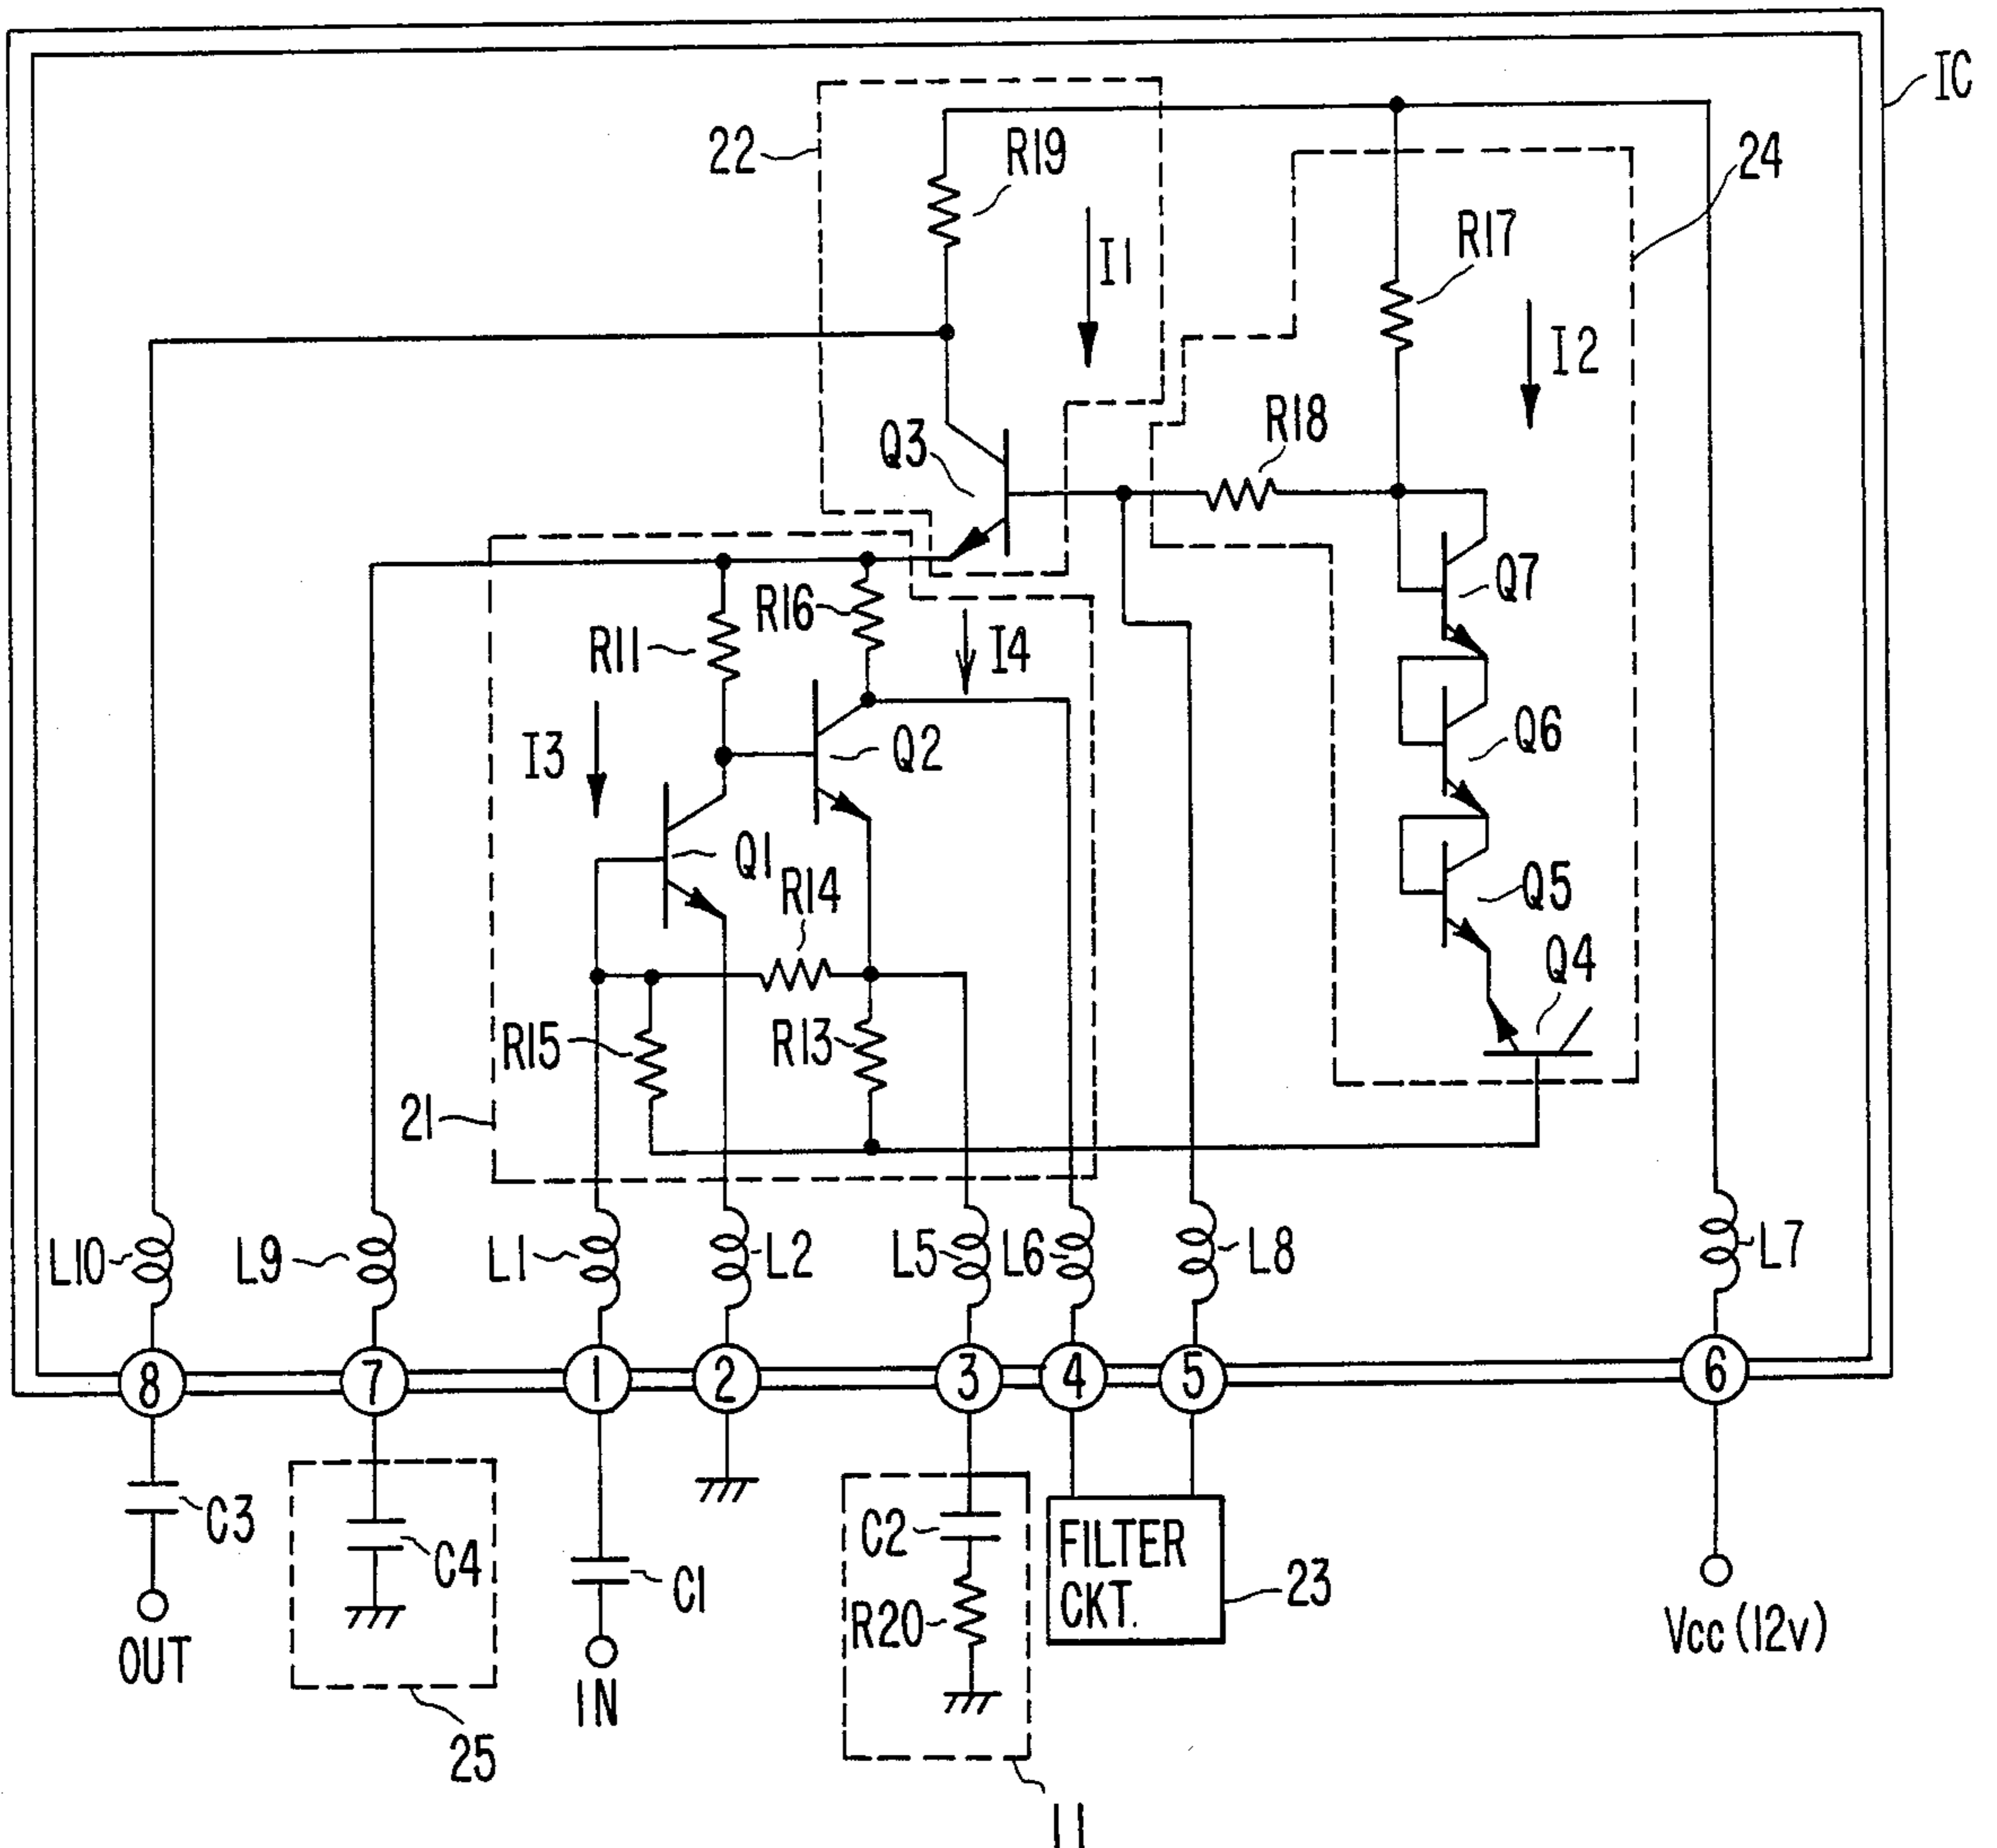 IC
22
R19
24
R17
I1
I2
R18
Q3
Q7
R16
R11
I4
Q6
I3
Q2
Q1
R14
Q5
Q4
R15
R13
21
L10
L9
L1
L2
L5
L6
L8
L7
8
7
1
2
3
4
5
6
C3
C4
C1
C2
R20
FILTER
CKT.
23
OUT
25
IN
Vcc (12v)
11